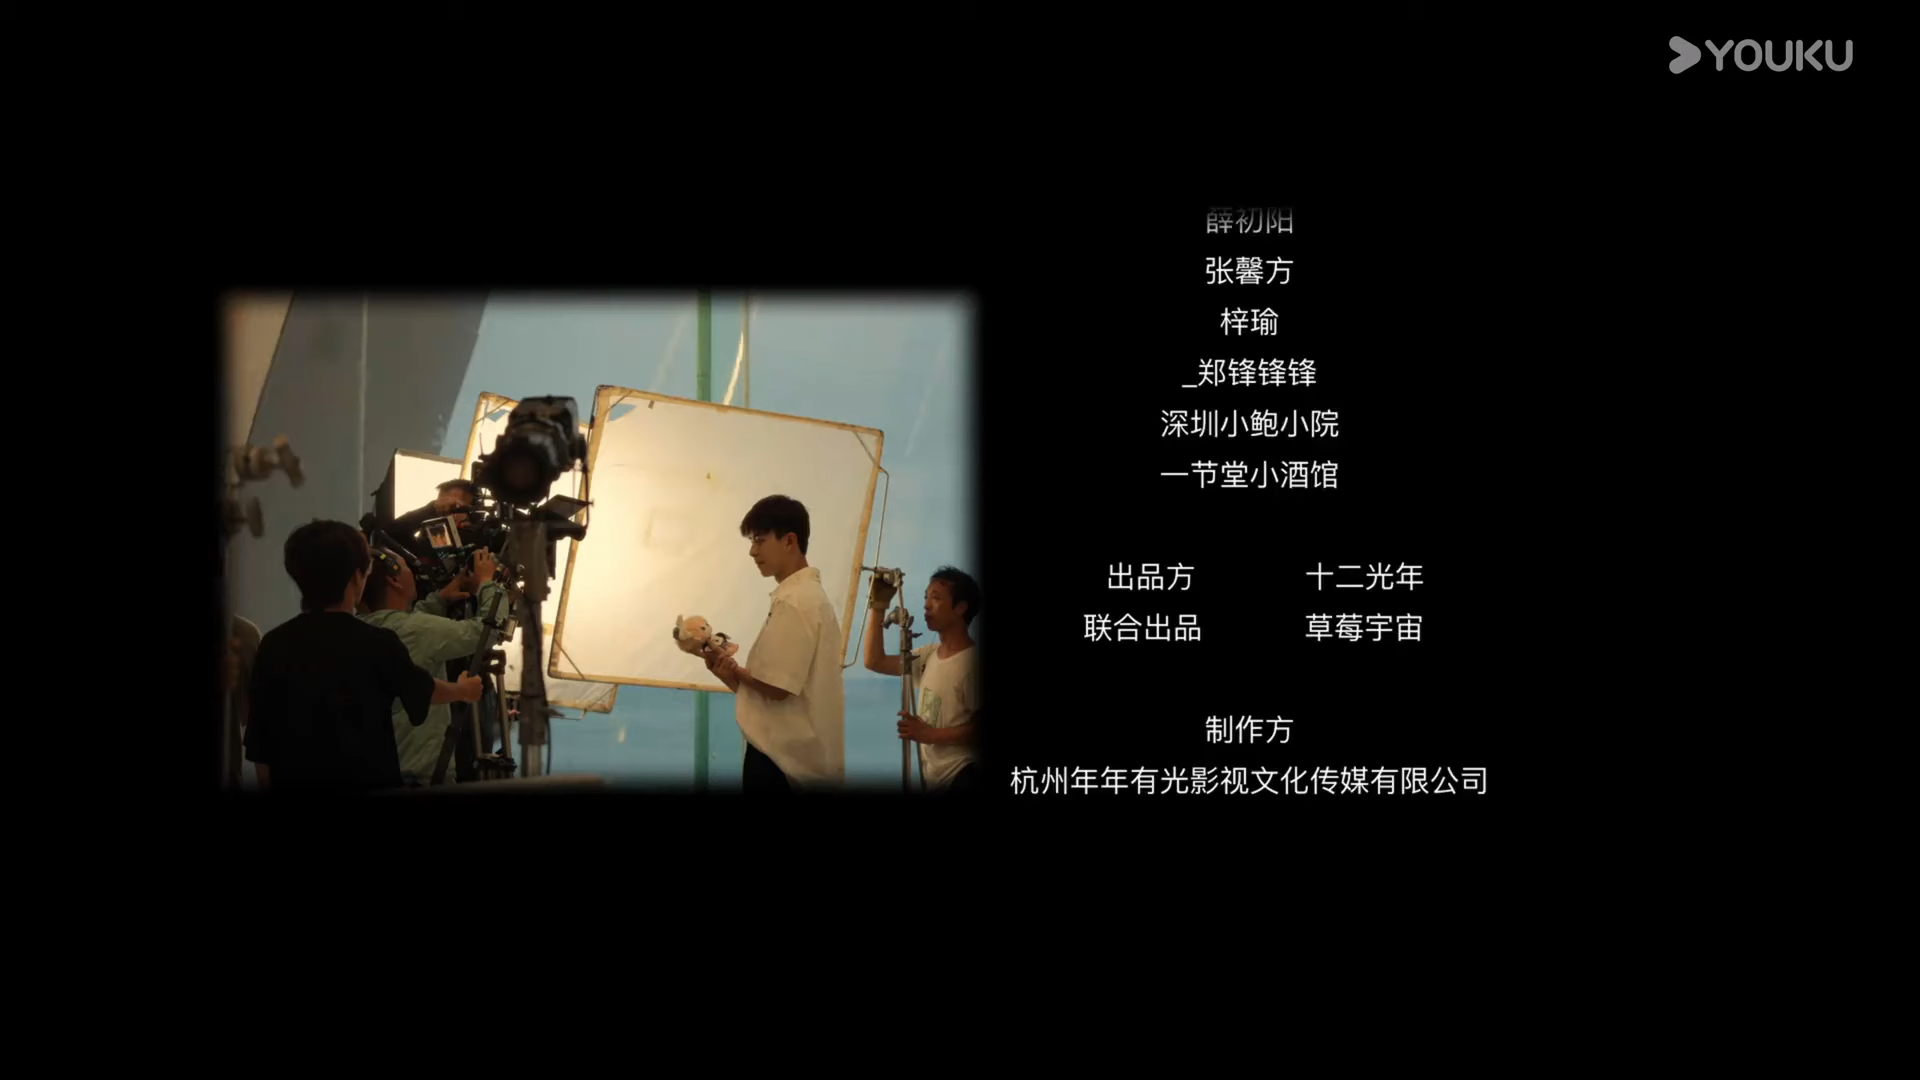 YOUKU
薛初阳
张馨方
梓瑜
_郑锋锋锋
深圳小鲍小院
一节堂小酒馆
出品方 十二光年
联合出品 草莓宇宙
制作方
杭州年年有光影视文化传媒有限公司